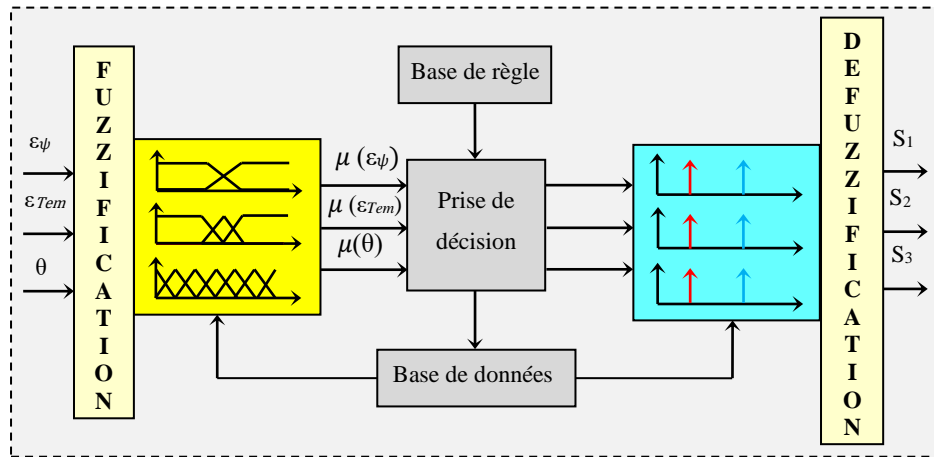 FUZZIFICATION
εψ
εTem
θ
μ (εψ)
μ (εTem)
μ(θ)
Base de règle
Prise de
décision
Base de données
DEFUZZIFICATION
S1
S2
S3